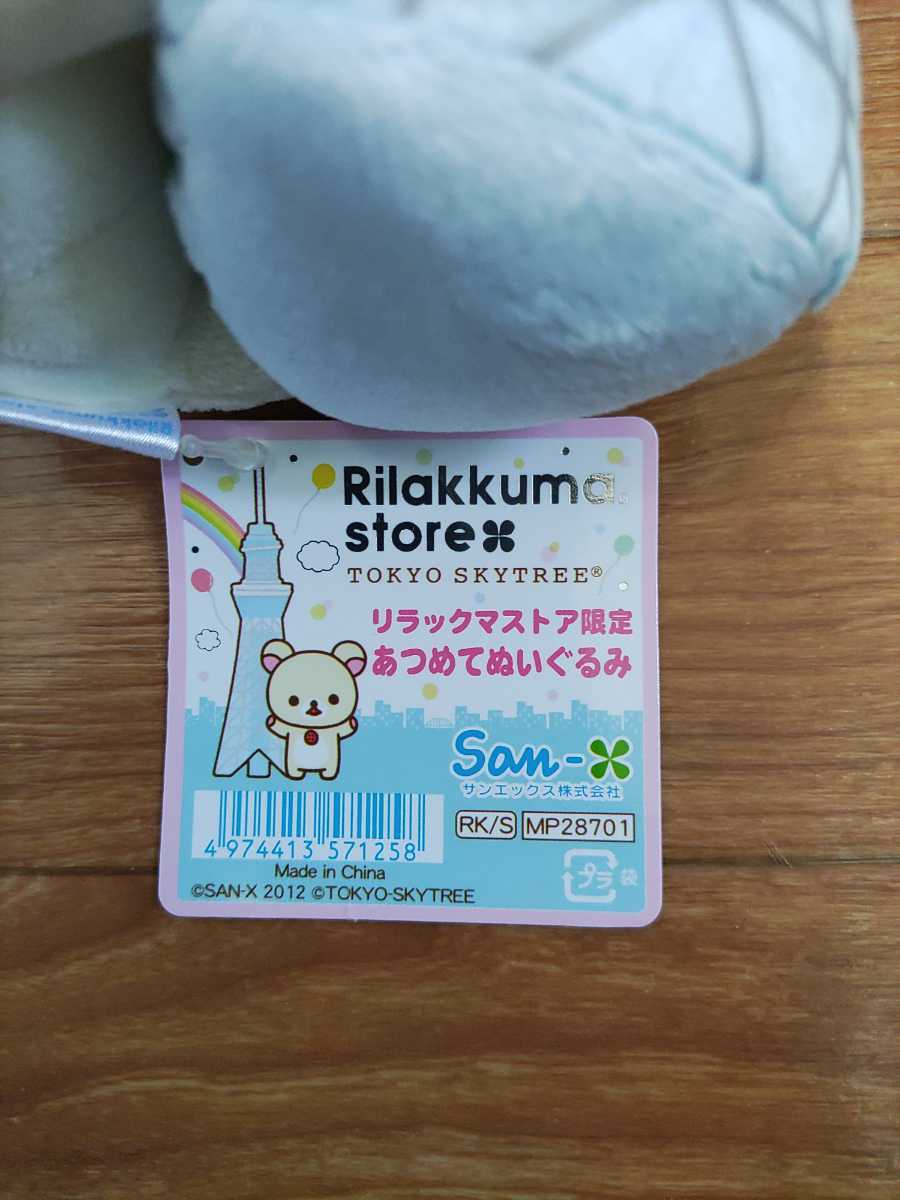 Rilakkuma
store
TOKYO SKYTREE®
リラックマストア限定
あつめてぬいぐるみ
San-X
サンエックス株式会社
RK/S MP28701
4 974413 571258
Made in China
©SAN-X 2012 ©TOKYO-SKYTREE
プラ 袋